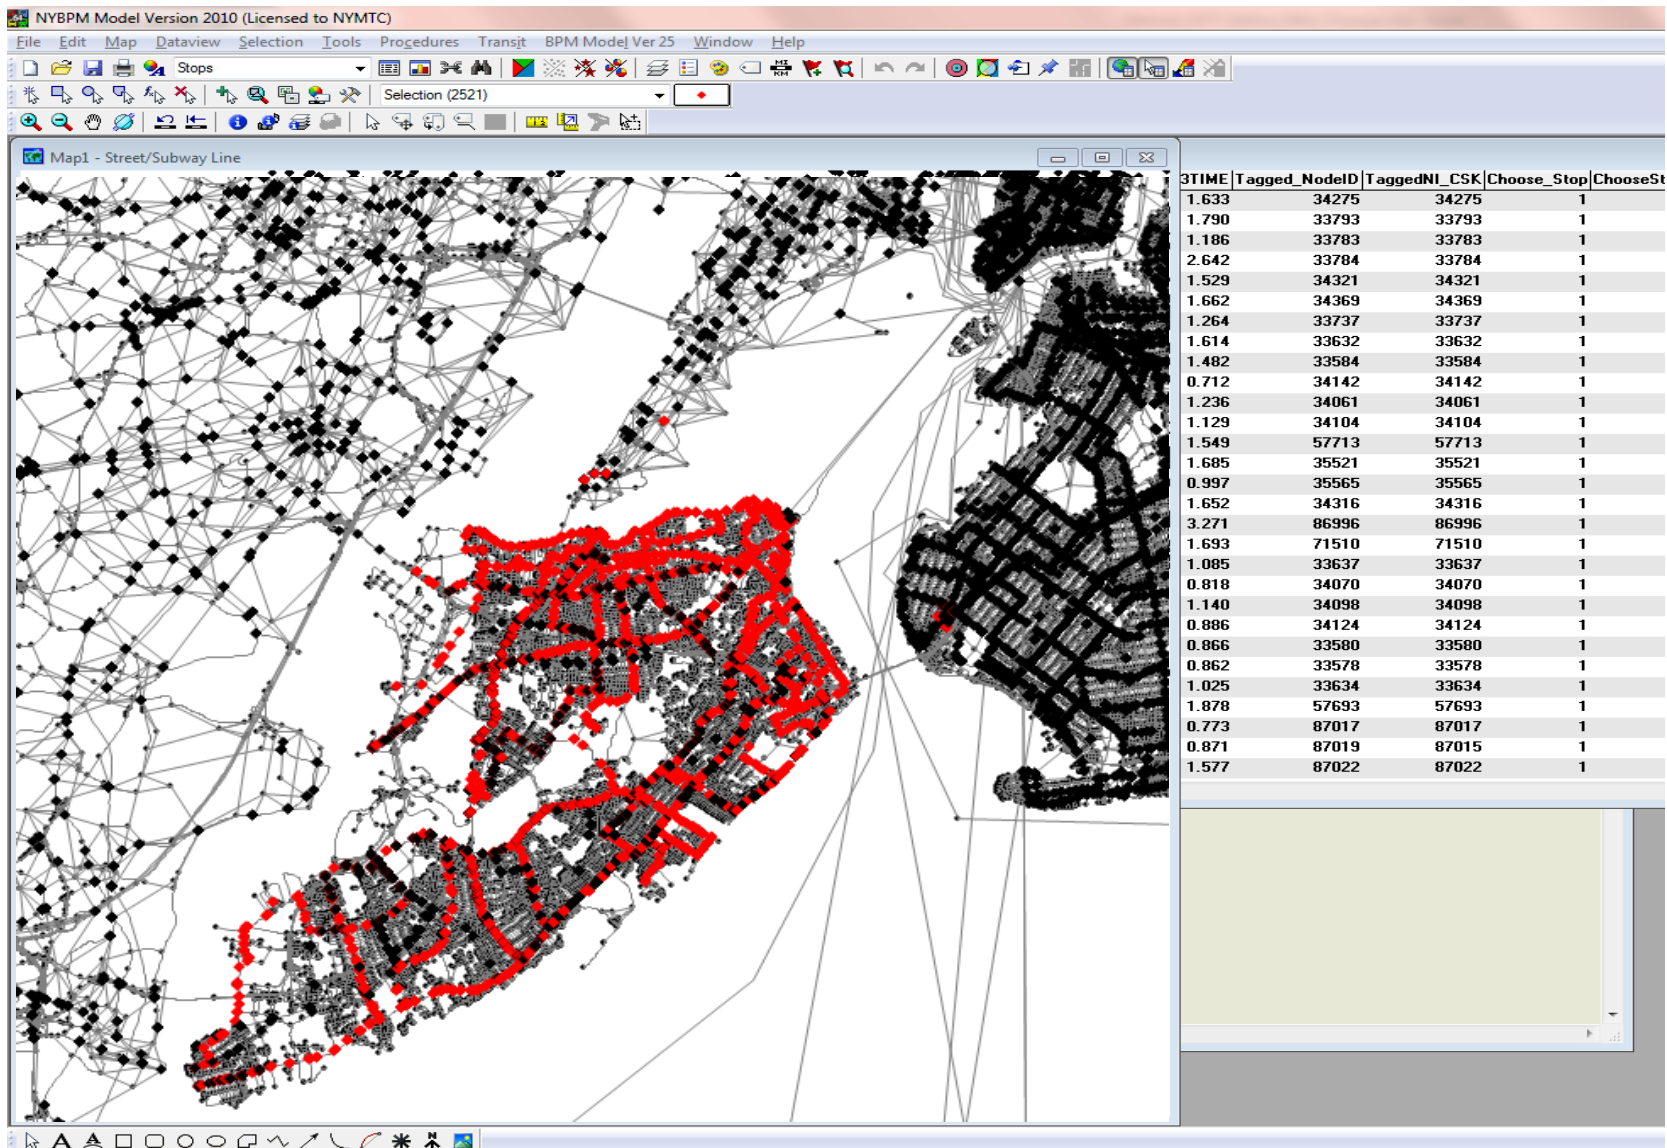 NYBPM Model Version 2010 (Licensed to NYMTC)
File Edit Map Dataview Selection Tools Procedures Transit BPM Model Ver 25 Window Help
Stops
MI
KM
Selection (2521)
Map1 - Street/Subway Line
3TIME Tagged_NodeID TaggedNI_CSK Choose_Stop ChooseSt
1.633 34275 34275 1
1.790 33793 33793 1
1.186 33783 33783 1
2.642 33784 33784 1
1.529 34321 34321 1
1.662 34369 34369 1
1.264 33737 33737 1
1.614 33632 33632 1
1.482 33584 33584 1
0.712 34142 34142 1
1.236 34061 34061 1
1.129 34104 34104 1
1.549 57713 57713 1
1.685 35521 35521 1
0.997 35565 35565 1
1.652 34316 34316 1
3.271 86996 86996 1
1.693 71510 71510 1
1.085 33637 33637 1
0.818 34070 34070 1
1.140 34098 34098 1
0.886 34124 34124 1
0.866 33580 33580 1
0.862 33578 33578 1
1.025 33634 33634 1
1.878 57693 57693 1
0.773 87017 87017 1
0.871 87019 87015 1
1.577 87022 87022 1